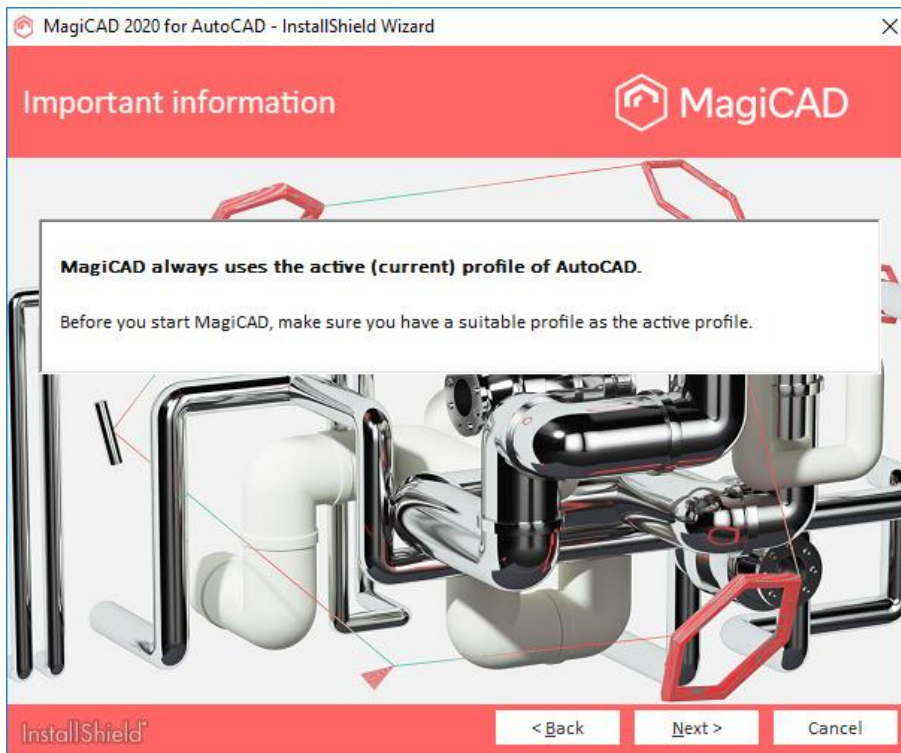 MagiCAD 2020 for AutoCAD - InstallShield Wizard
Important information
MagiCAD
MagiCAD always uses the active (current) profile of AutoCAD.
Before you start MagiCAD, make sure you have a suitable profile as the active profile.
InstallShield
< Back
Next >
Cancel